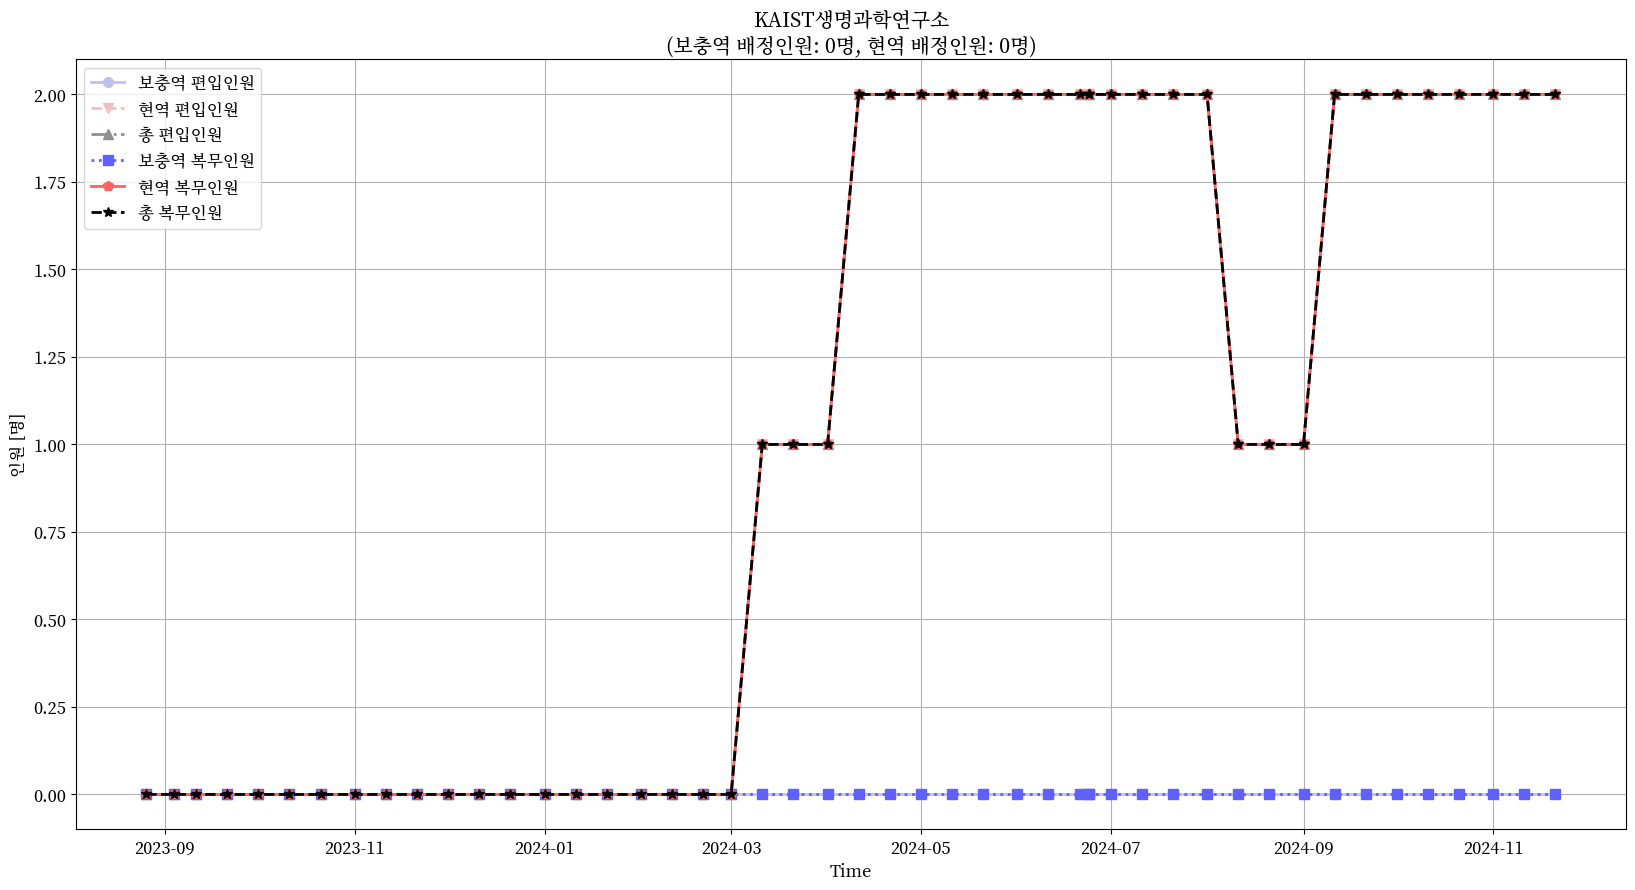 KAIST생명과학연구소
(보충역 배정인원: 0명, 현역 배정인원: 0명)
보충역 편입인원
현역 편입인원
총 편입인원
보충역 복무인원
현역 복무인원
총 복무인원
2.00
1.75
1.50
1.25
1.00
0.75
0.50
0.25
0.00
인원 [명]
2023-09
2023-11
2024-01
2024-03
2024-05
2024-07
2024-09
2024-11
Time